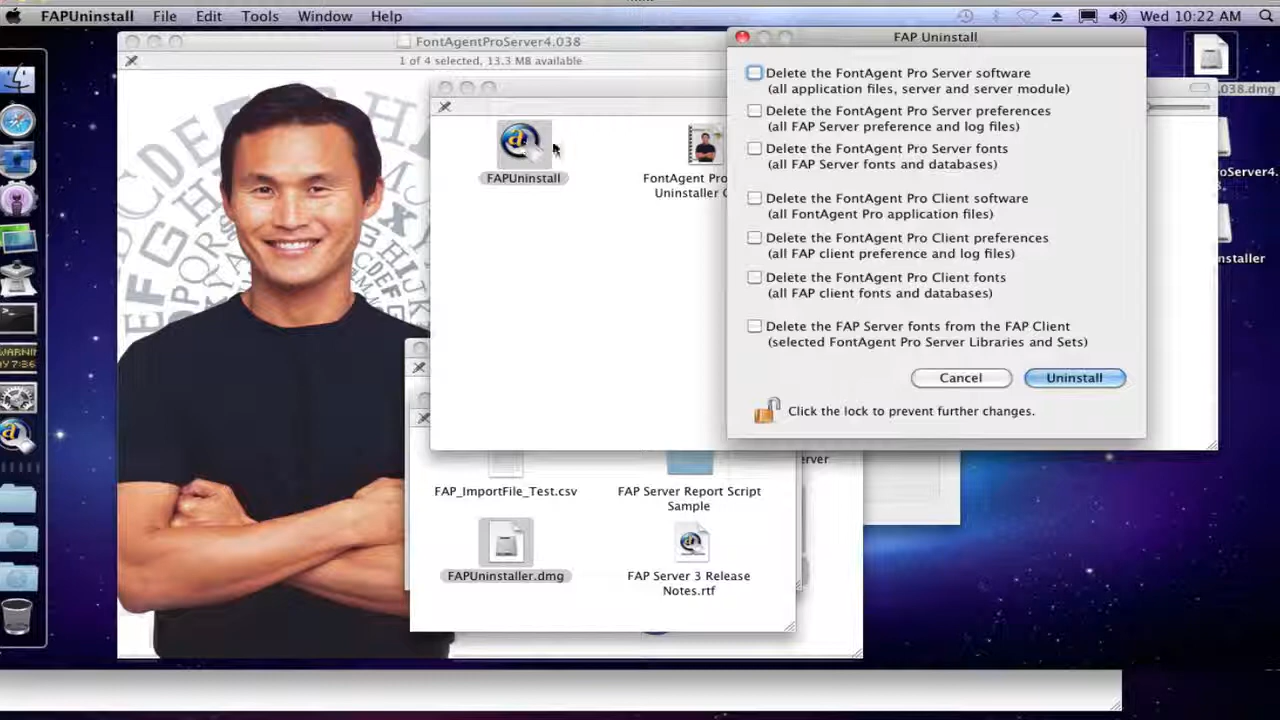 FAPUninstall File Edit Tools Window Help Wed 10:22 AM
FontAgentProServer4.038
1 of 4 selected, 13.3 MB available
FAPUninstall
FontAgent Pro
Uninstaller
FAP Uninstall
Delete the FontAgent Pro Server software
(all application files, server and server module)
Delete the FontAgent Pro Server preferences
(all FAP Server preference and log files)
Delete the FontAgent Pro Server fonts
(all FAP Server fonts and databases)
Delete the FontAgent Pro Client software
(all FontAgent Pro application files)
Delete the FontAgent Pro Client preferences
(all FAP client preference and log files)
Delete the FontAgent Pro Client fonts
(all FAP client fonts and databases)
Delete the FAP Server fonts from the FAP Client
(selected FontAgent Pro Server Libraries and Sets)
Cancel
Uninstall
Click the lock to prevent further changes.
.038.dmg
roServer4.
nstaller
erver
FAP_ImportFile_Test.csv
FAP Server Report Script
Sample
FAPUninstaller.dmg
FAP Server 3 Release
Notes.rtf